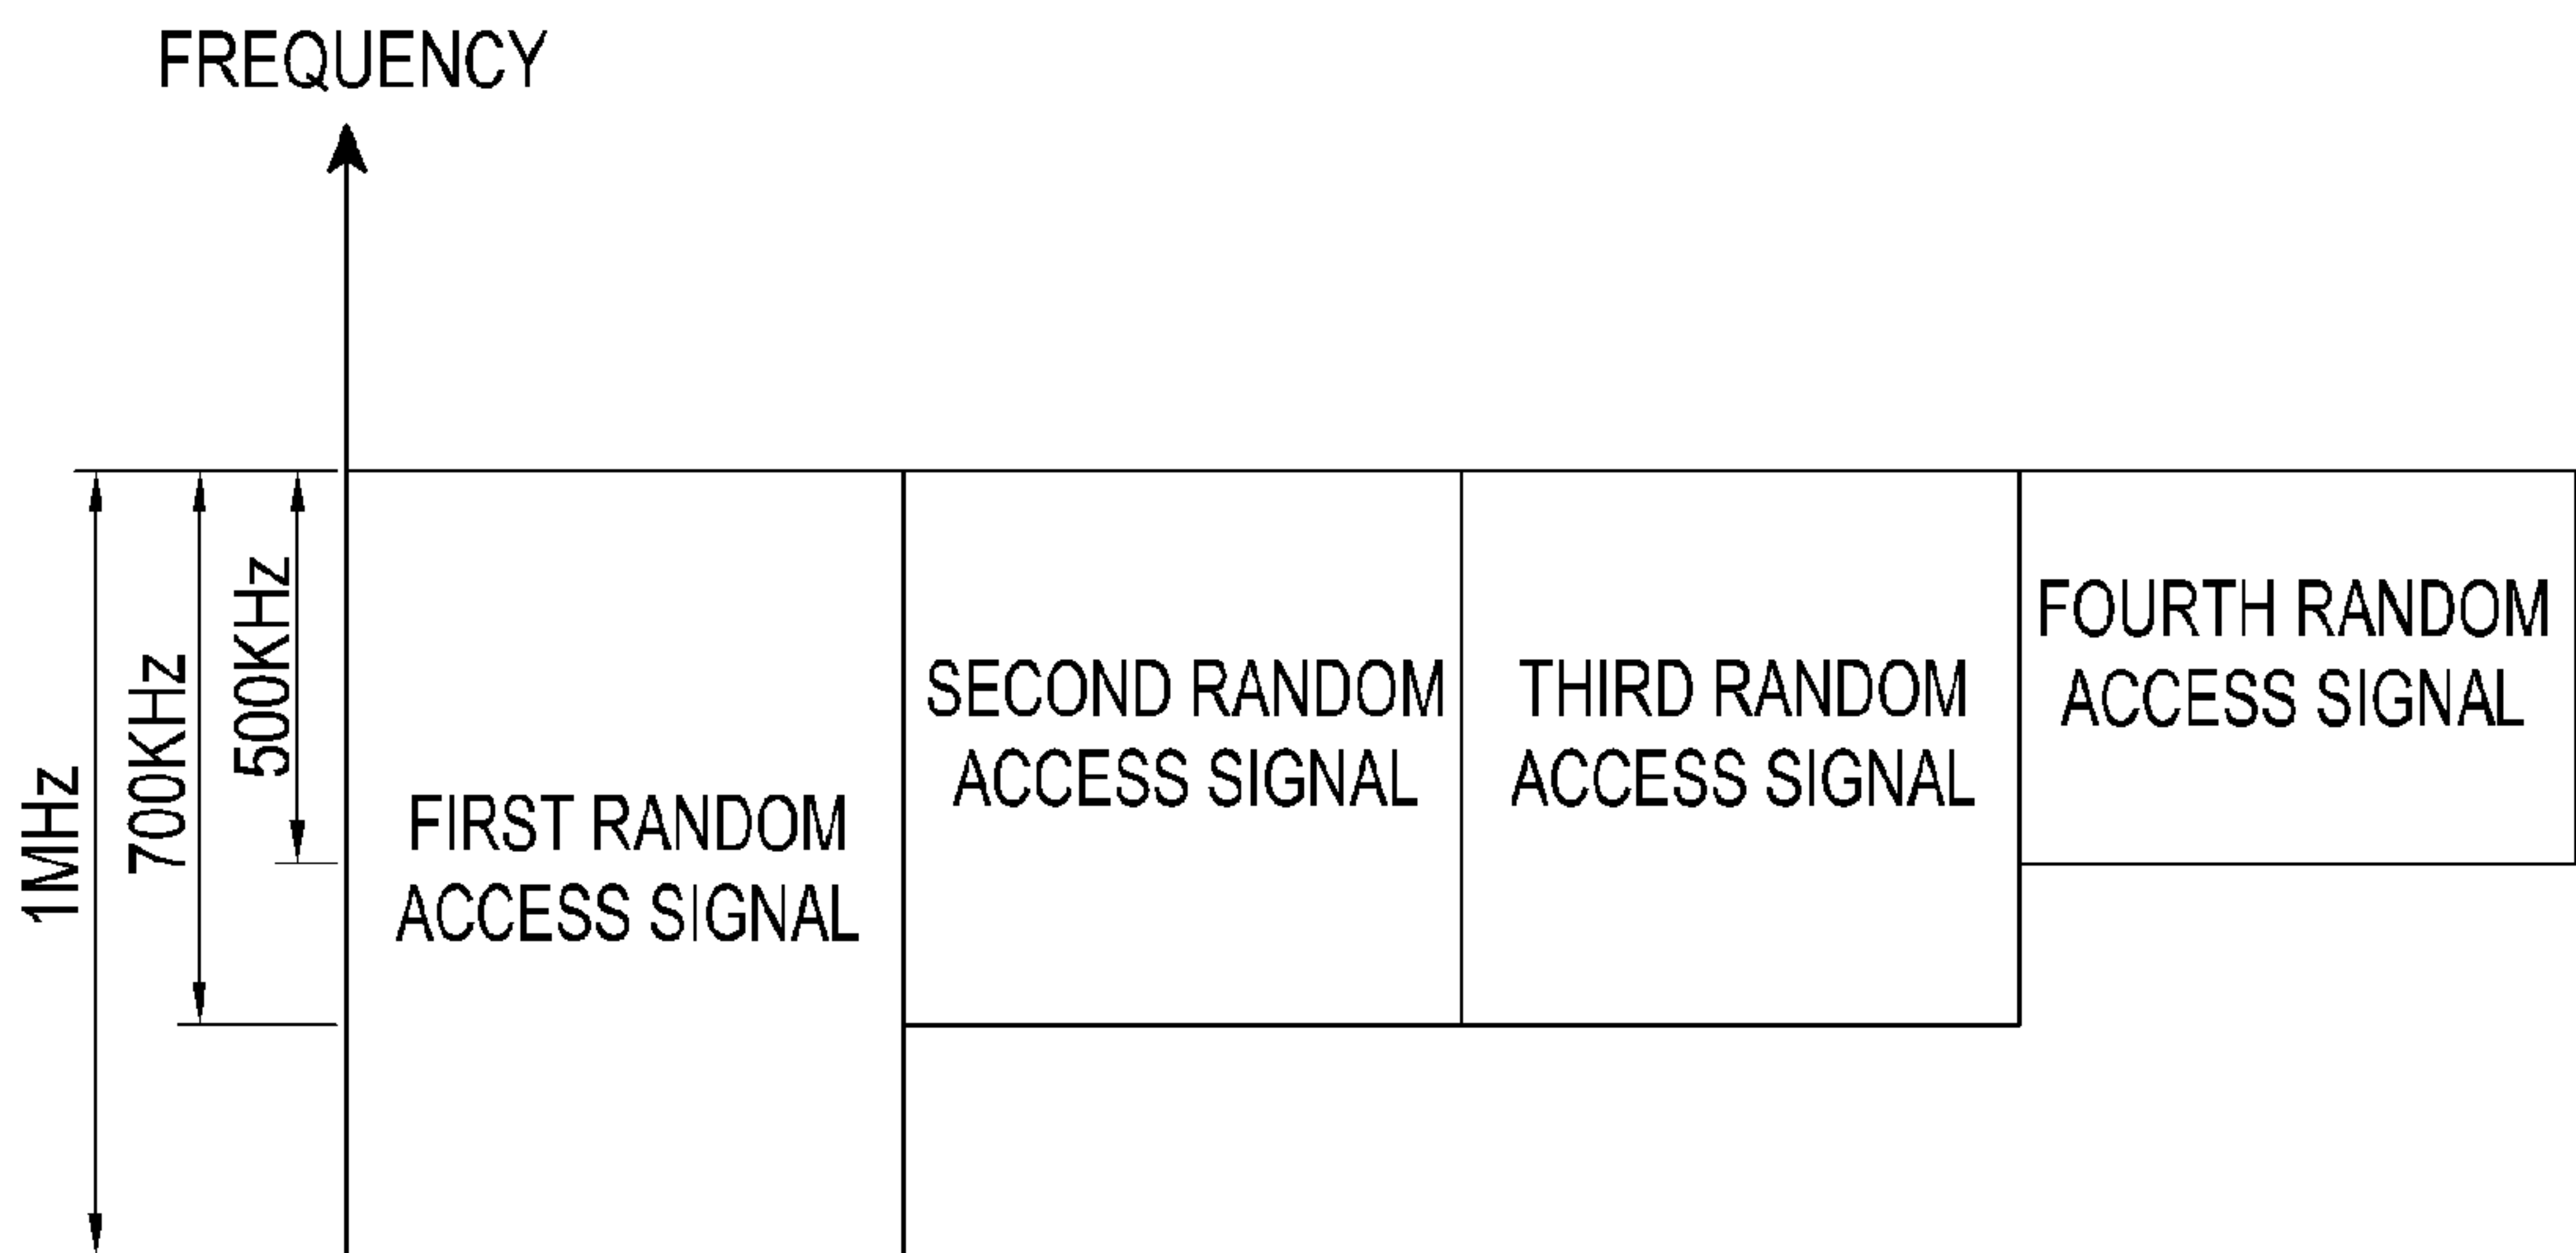 FREQUENCY
1MHz
700KHz
500KHz
FIRST RANDOM
ACCESS SIGNAL
SECOND RANDOM
ACCESS SIGNAL
THIRD RANDOM
ACCESS SIGNAL
FOURTH RANDOM
ACCESS SIGNAL